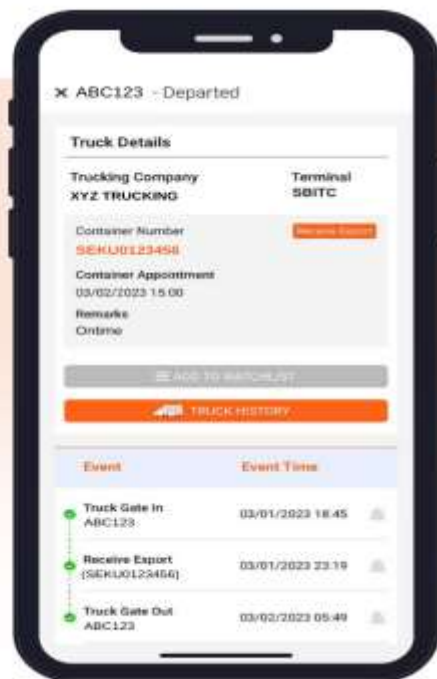 × ABC123 - Departed
Truck Details
Trucking Company
XYZ TRUCKING
Terminal
SBITC
Container Number
SEKU0123456
Receive Export
Container Appointment
03/02/2023 15:00
Remarks
Ontime
ADD TO WATCHLIST
TRUCK HISTORY
Event Event Time
Truck Gate In
ABC123
03/01/2023 18:45
Receive Export
(SEKU0123456)
03/01/2023 23:19
Truck Gate Out
ABC123
03/02/2023 05:49